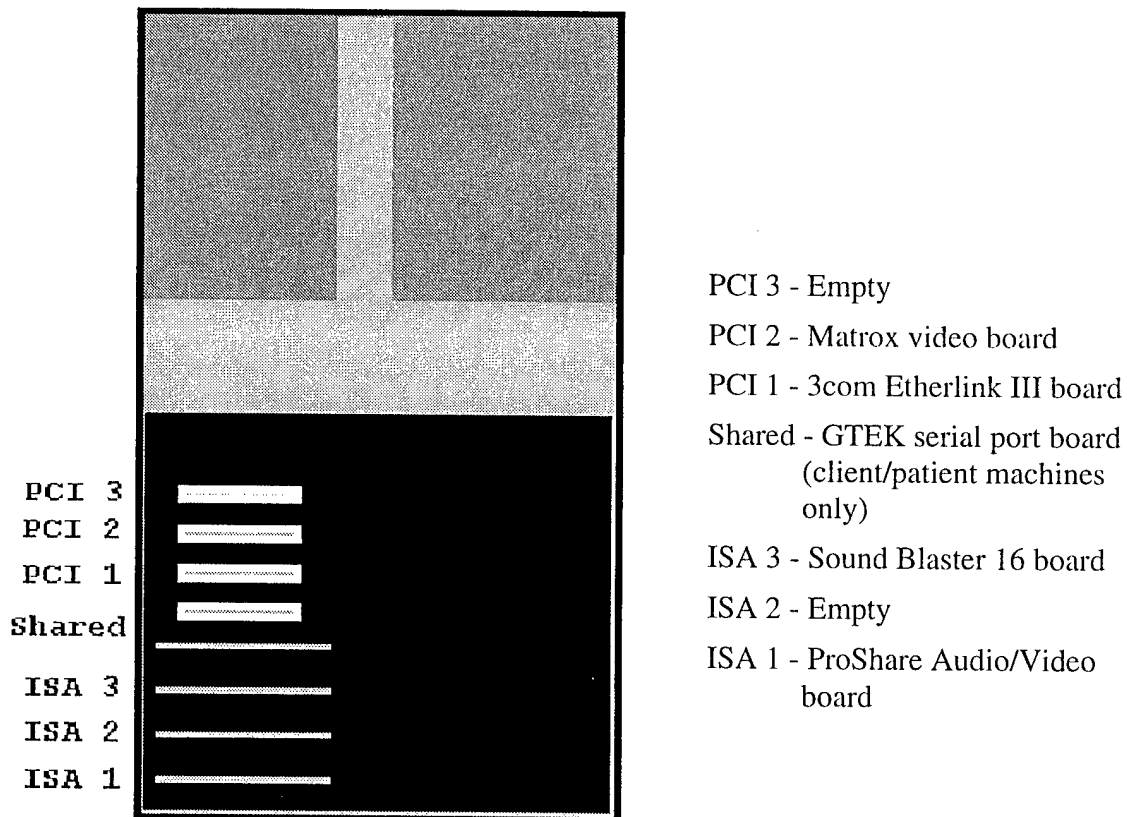 PCI 3
PCI 2
PCI 1
Shared
ISA 3
ISA 2
ISA 1
PCI 3 - Empty
PCI 2 - Matrox video board
PCI 1 - 3com Etherlink III board
Shared - GTEK serial port board
(client/patient machines
only)
ISA 3 - Sound Blaster 16 board
ISA 2 - Empty
ISA 1 - ProShare Audio/Video
board